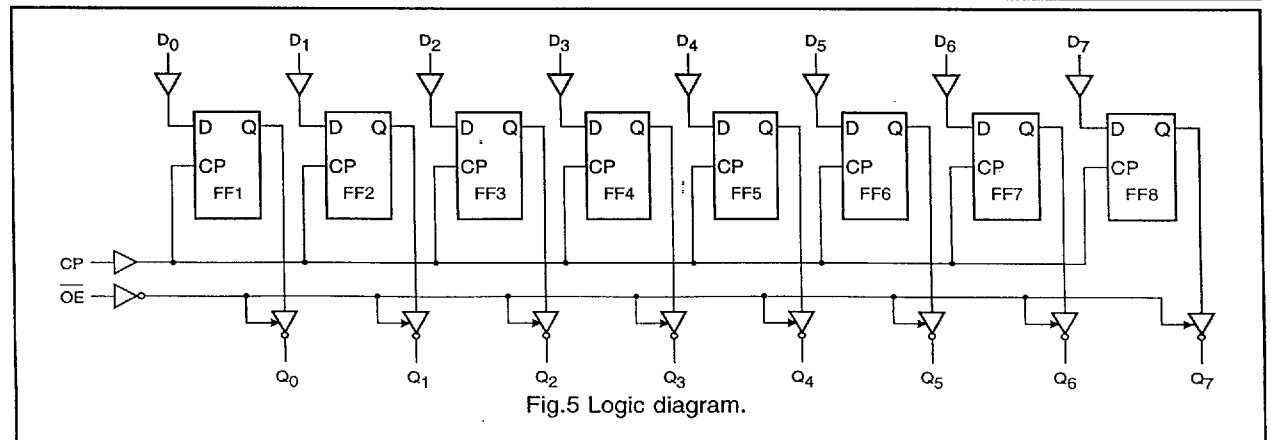 D0 D1 D2 D3 D4 D5 D6 D7
D Q D Q D Q D Q D Q D Q D Q D Q
CP CP CP CP CP CP CP CP
FF1 FF2 FF3 FF4 FF5 FF6 FF7 FF8
CP
OE
Q0 Q1 Q2 Q3 Q4 Q5 Q6 Q7
Fig.5 Logic diagram.